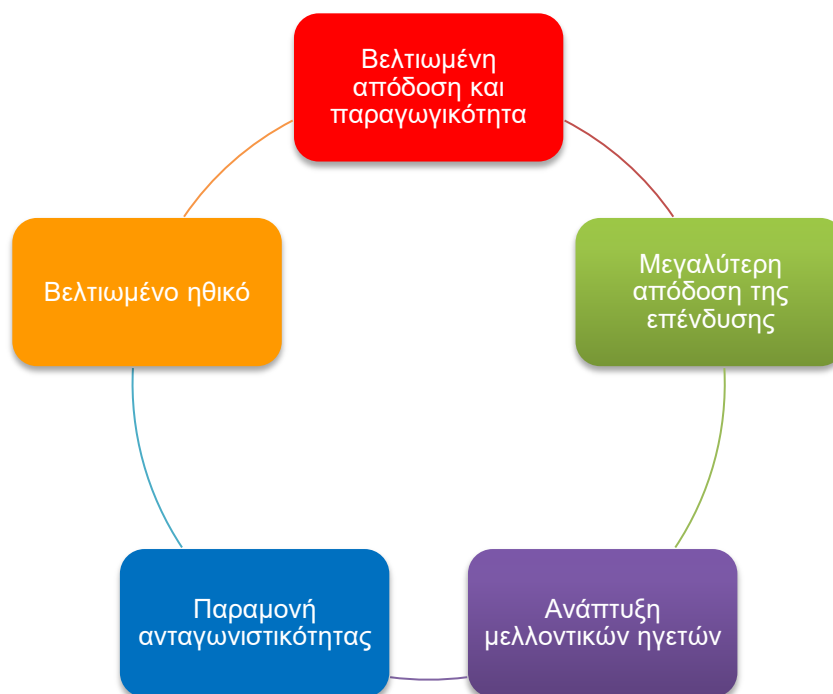 Βελτιωμένη
απόδοση και
παραγωγικότητα
Μεγαλύτερη
απόδοση της
επένδυσης
Ανάπτυξη
μελλοντικών ηγετών
Παραμονή
ανταγωνιστικότητας
Βελτιωμένο ηθικό